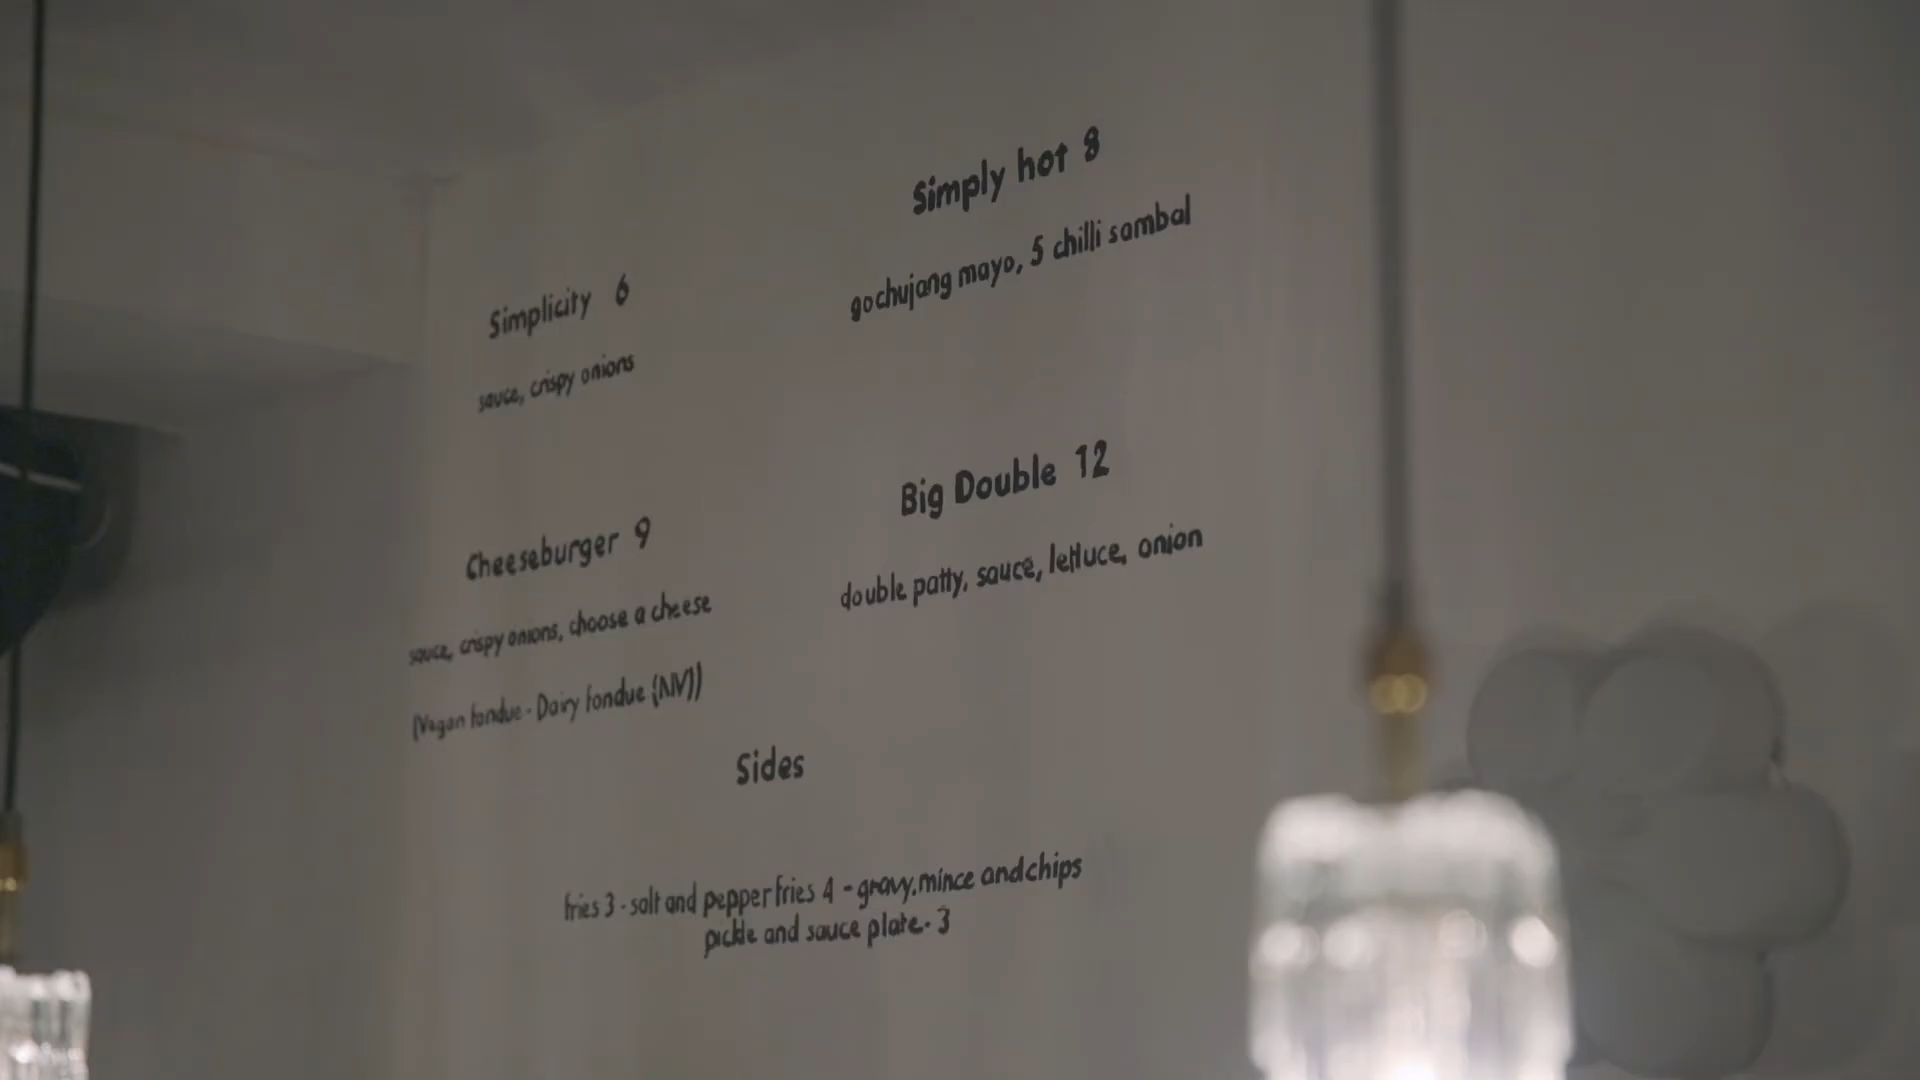 Simplicity 6
sauce, crispy onions
Simply hot 8
gochujang mayo, 5 chilli sambal
Cheeseburger 9
sauce, crispy onions, choose a cheese
(Vegan fondue - Dairy fondue (NV))
Big Double 12
double patty, sauce, lettuce, onion
Sides
fries 3 - salt and pepper fries 4 - gravy, mince and chips
pickle and sauce plate - 3